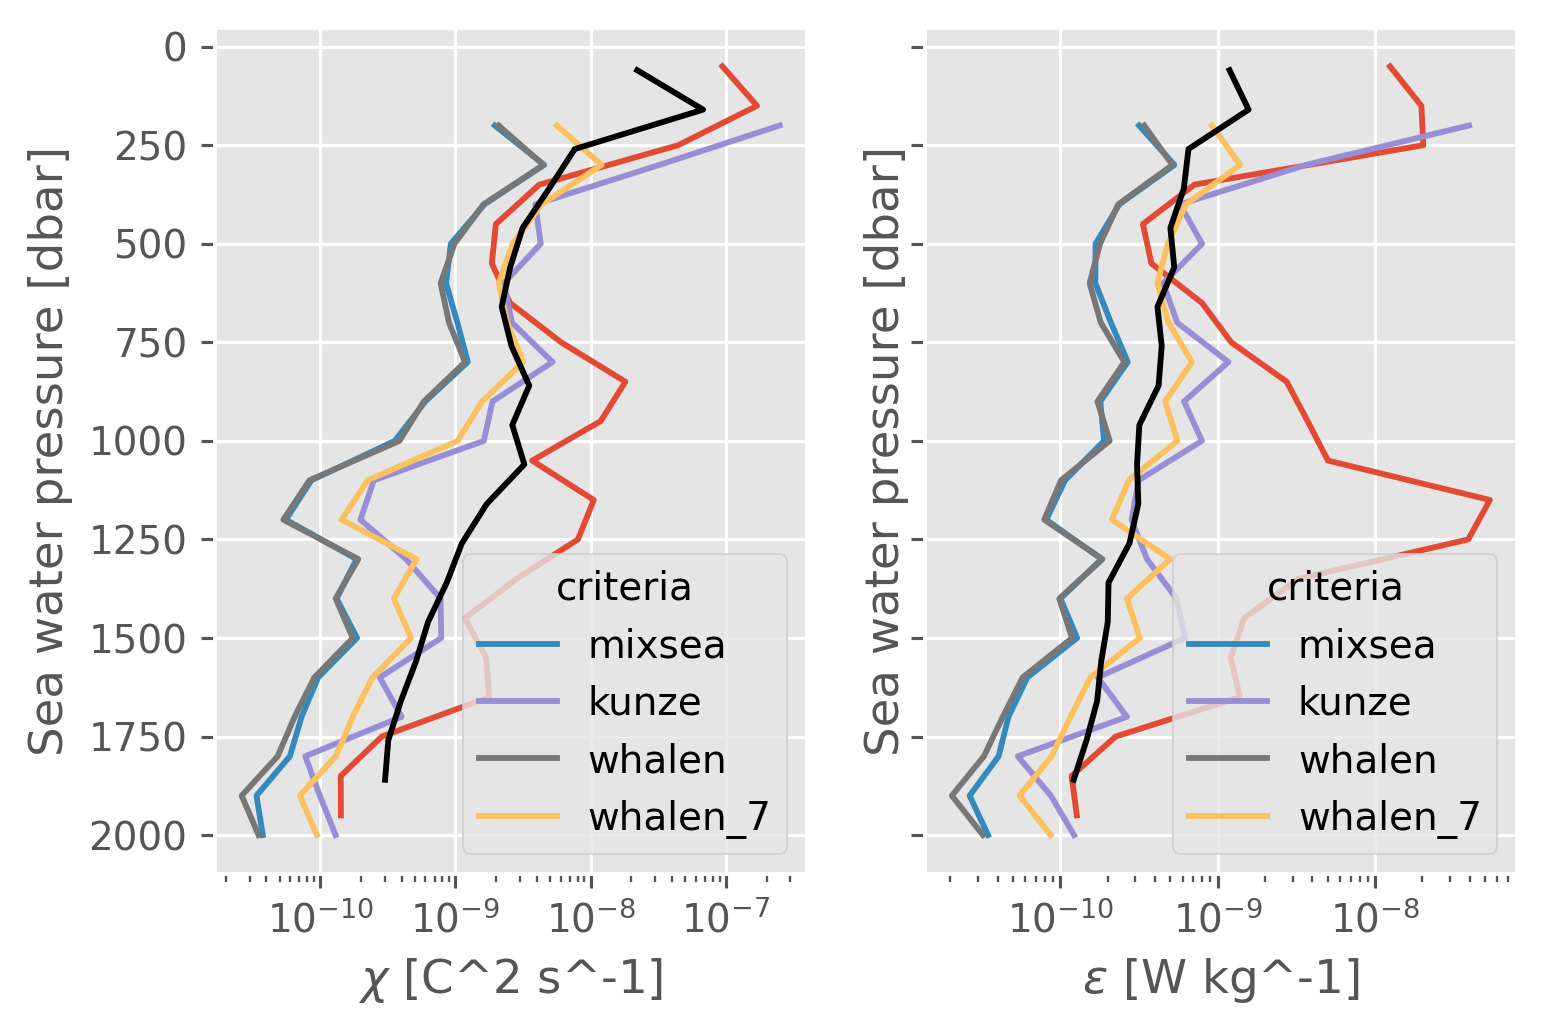 0
250
500
750
1000
1250
1500
1750
2000
Sea water pressure [dbar]
10⁻¹⁰ 10⁻⁹ 10⁻⁸ 10⁻⁷
χ [C^2 s^-1]
criteria
mixsea
kunze
whalen
whalen_7
Sea water pressure [dbar]
10⁻¹⁰ 10⁻⁹ 10⁻⁸
ε [W kg^-1]
criteria
mixsea
kunze
whalen
whalen_7